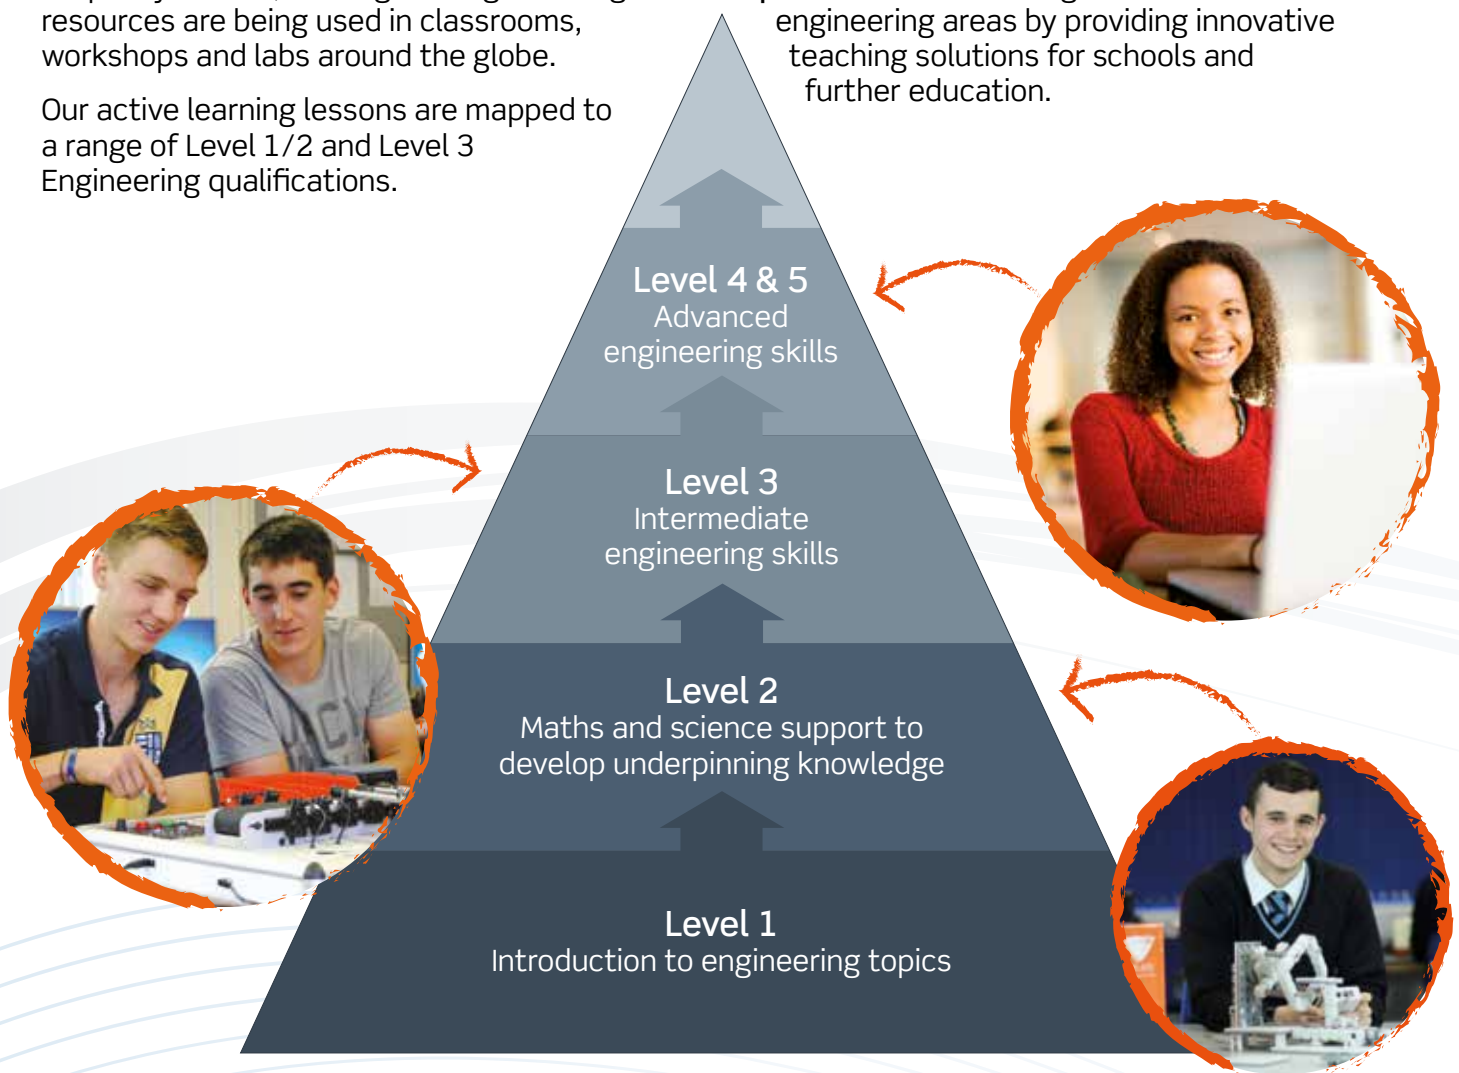 resources are being used in classrooms,
workshops and labs around the globe.
Our active learning lessons are mapped to
a range of Level 1/2 and Level 3
Engineering qualifications.
engineering areas by providing innovative
teaching solutions for schools and
further education.
Level 4 & 5
Advanced
engineering skills
Level 3
Intermediate
engineering skills
Level 2
Maths and science support to
develop underpinning knowledge
Level 1
Introduction to engineering topics